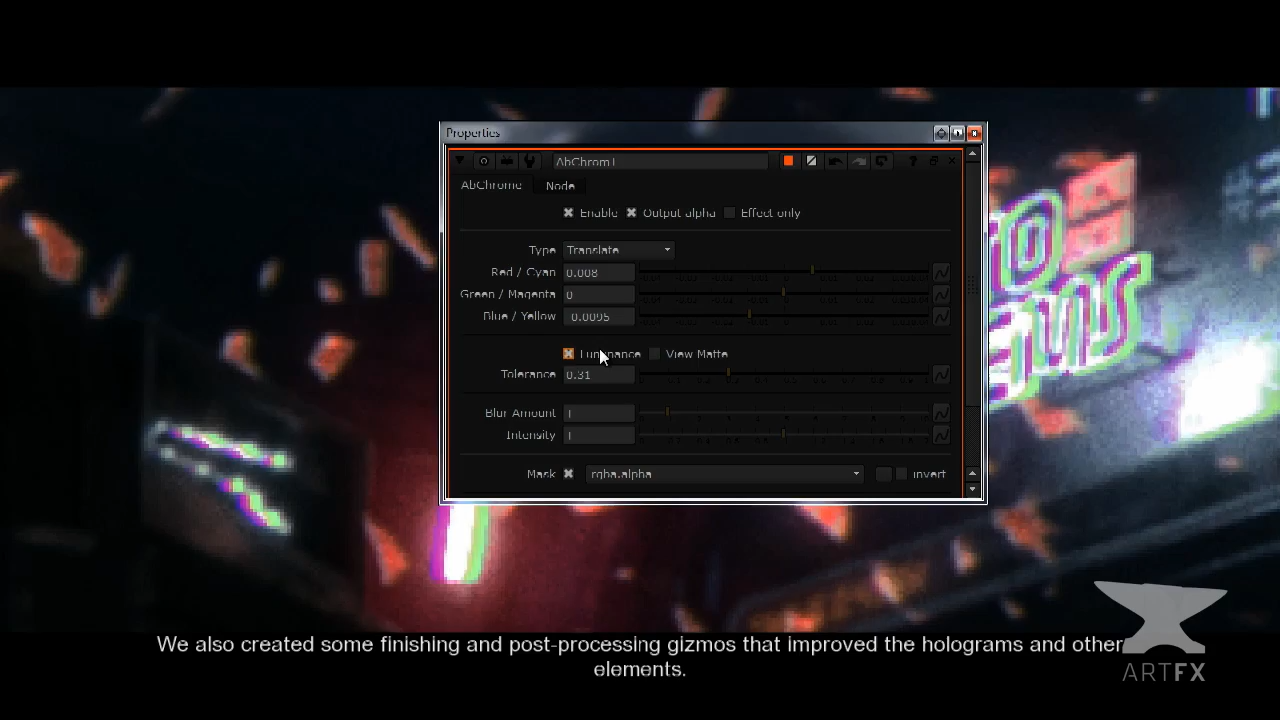 Properties
AbChrom1
AbChrome Node
Enable Output alpha Effect only
Type Translate
Red / Cyan 0.008
Green / Magenta 0
Blue / Yellow 0.0095
Luminance View Matte
Tolerance 0.31
Blur Amount 1
Intensity 1
Mask rgba.alpha invert
We also created some finishing and post-processing gizmos that improved the holograms and other
elements.
ARTFX